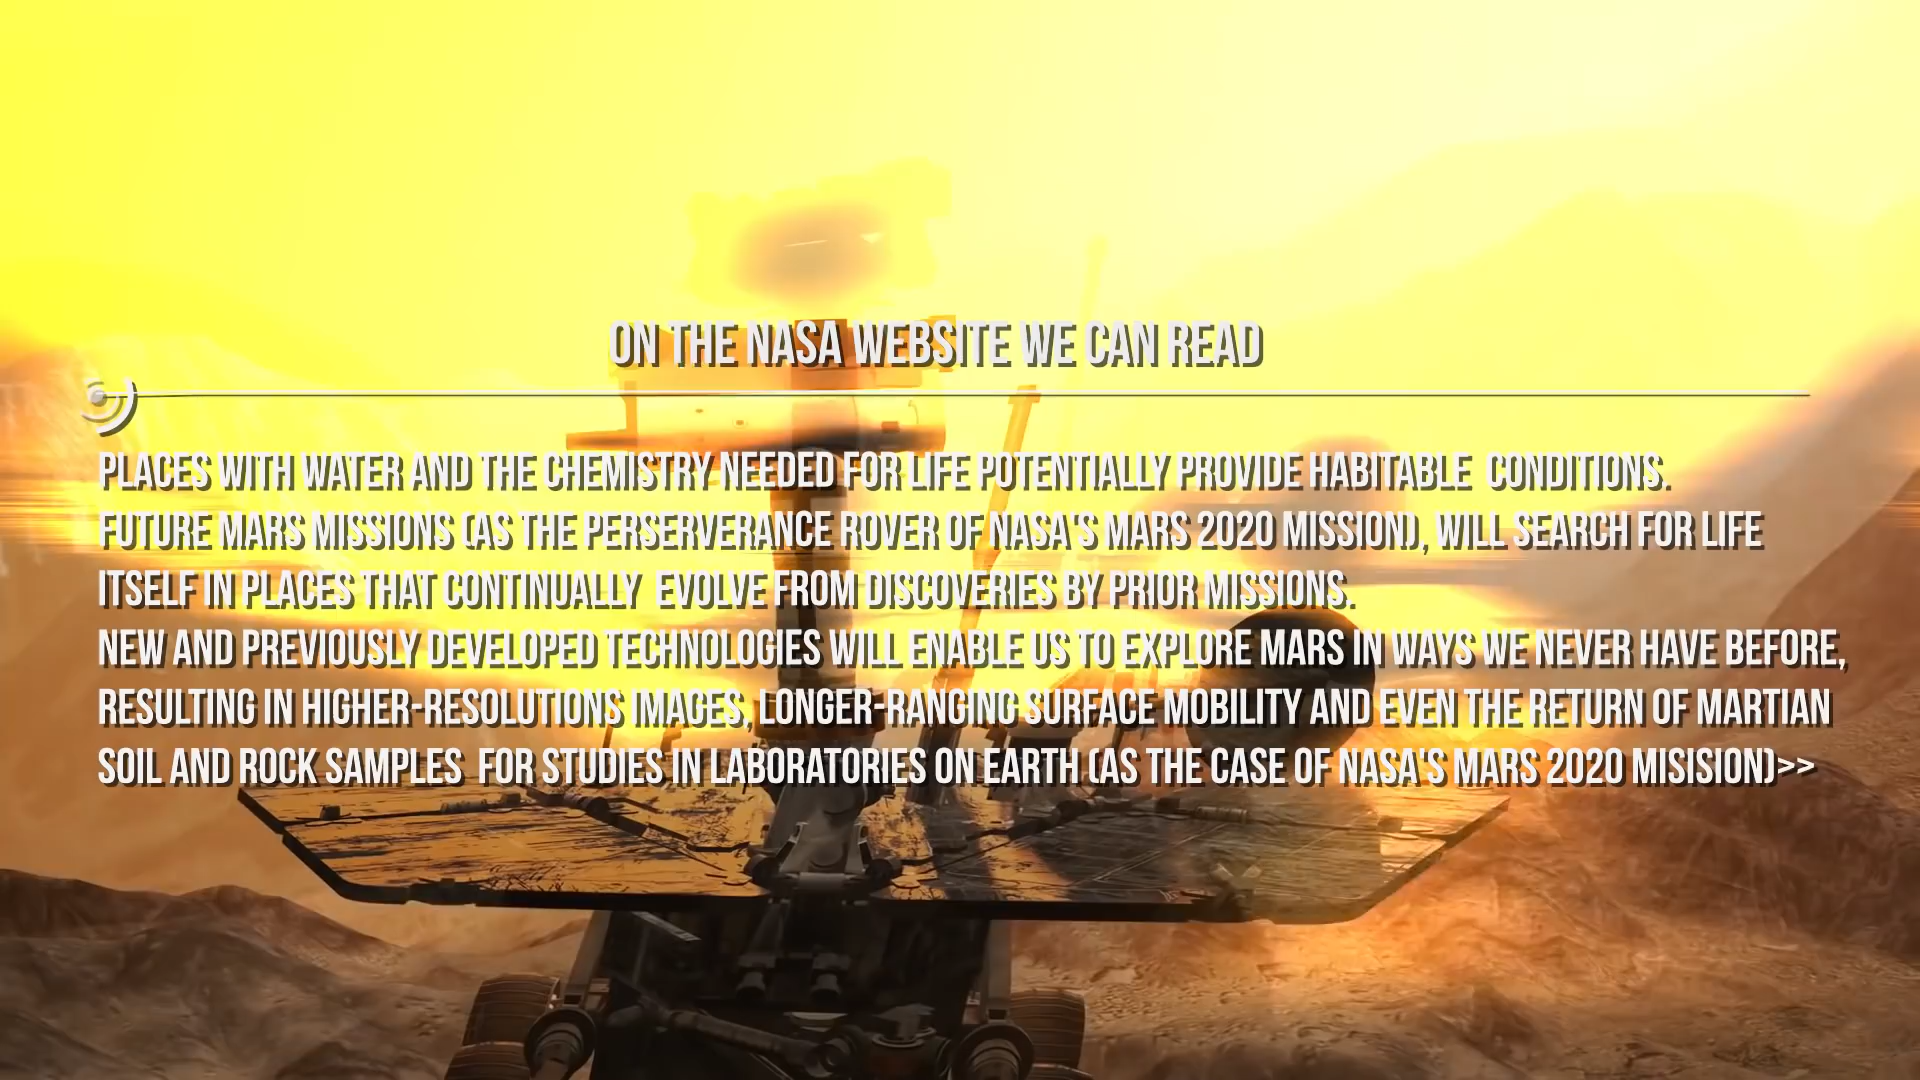 ON THE NASA WEBSITE WE CAN READ
PLACES WITH WATER AND THE CHEMISTRY NEEDED FOR LIFE POTENTIALLY PROVIDE HABITABLE CONDITIONS.
FUTURE MARS MISSIONS (AS THE PERSERVERANCE ROVER OF NASA'S MARS 2020 MISSION), WILL SEARCH FOR LIFE
ITSELF IN PLACES THAT CONTINUALLY EVOLVE FROM DISCOVERIES BY PRIOR MISSIONS.
NEW AND PREVIOUSLY DEVELOPED TECHNOLOGIES WILL ENABLE US TO EXPLORE MARS IN WAYS WE NEVER HAVE BEFORE,
RESULTING IN HIGHER-RESOLUTIONS IMAGES, LONGER-RANGING SURFACE MOBILITY AND EVEN THE RETURN OF MARTIAN
SOIL AND ROCK SAMPLES FOR STUDIES IN LABORATORIES ON EARTH (AS THE CASE OF NASA'S MARS 2020 MISISION)>>